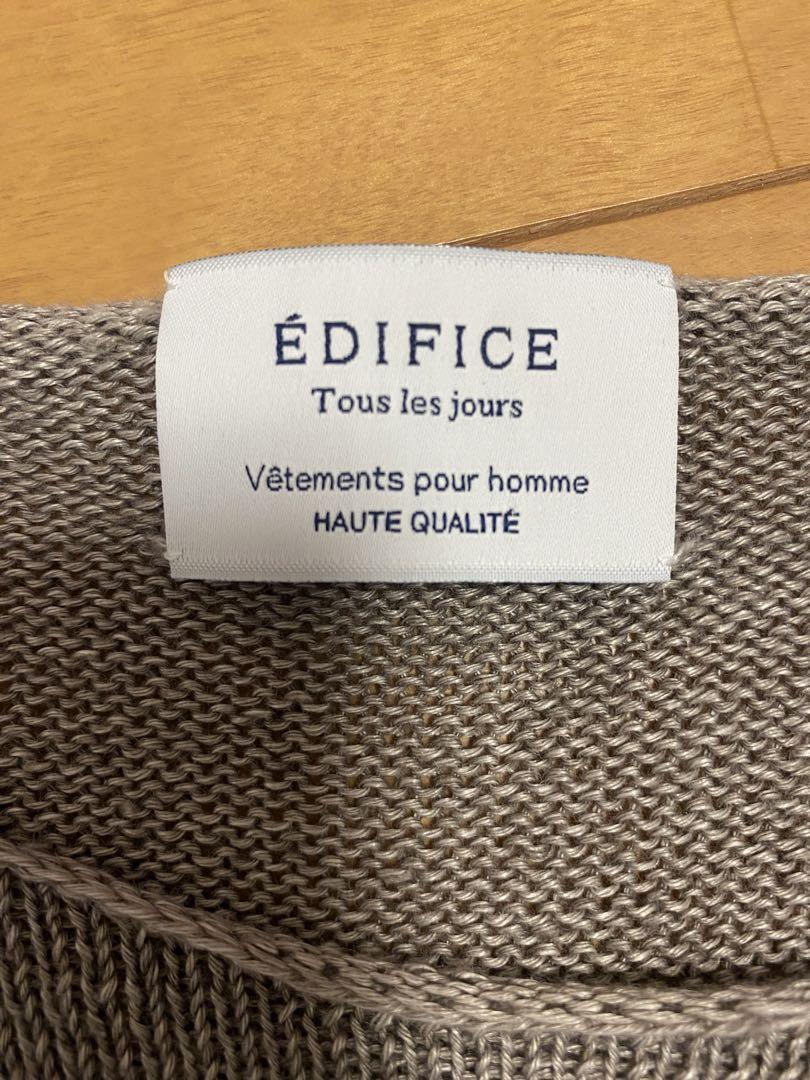 ÉDIFICE
Tous les jours
Vêtements pour homme
HAUTE QUALITÉ